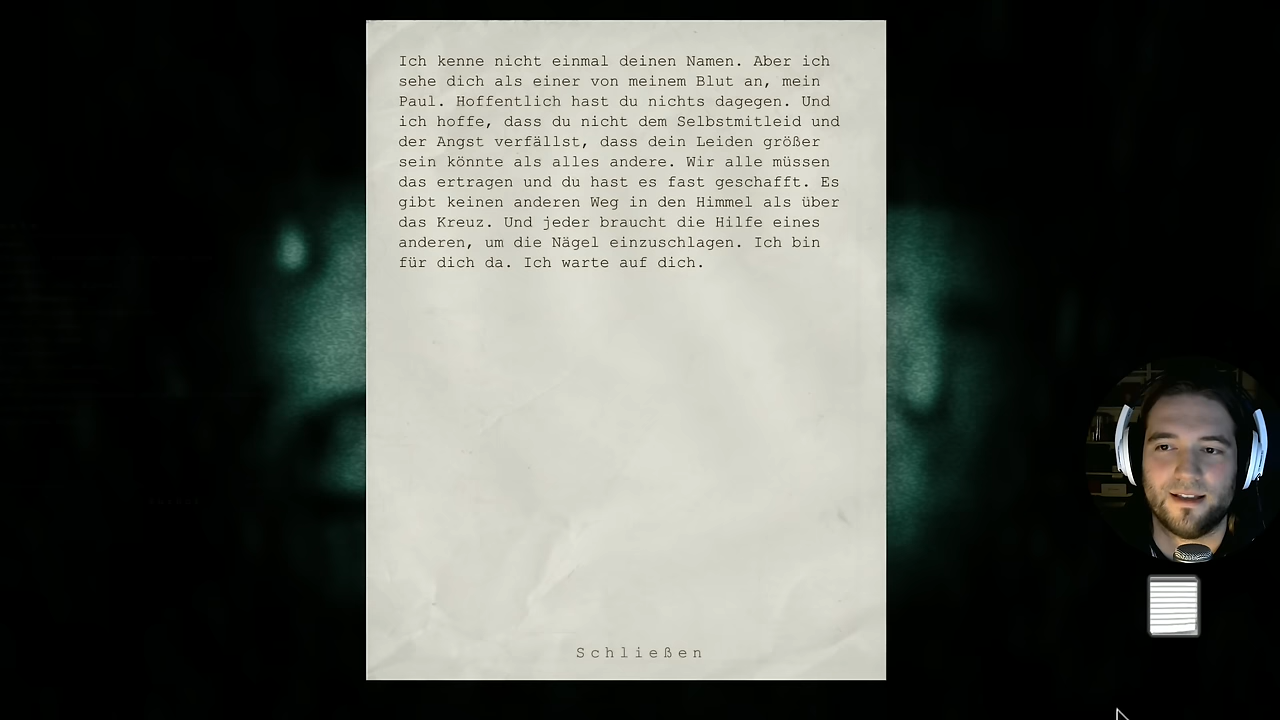 Ich kenne nicht einmal deinen Namen. Aber ich
sehe dich als einer von meinem Blut an, mein
Paul. Hoffentlich hast du nichts dagegen. Und
ich hoffe, dass du nicht dem Selbstmitleid und
der Angst verfällst, dass dein Leiden größer
sein könnte als alles andere. Wir alle müssen
das ertragen und du hast es fast geschafft. Es
gibt keinen anderen Weg in den Himmel als über
das Kreuz. Und jeder braucht die Hilfe eines
anderen, um die Nägel einzuschlagen. Ich bin
für dich da. Ich warte auf dich.
Schließen